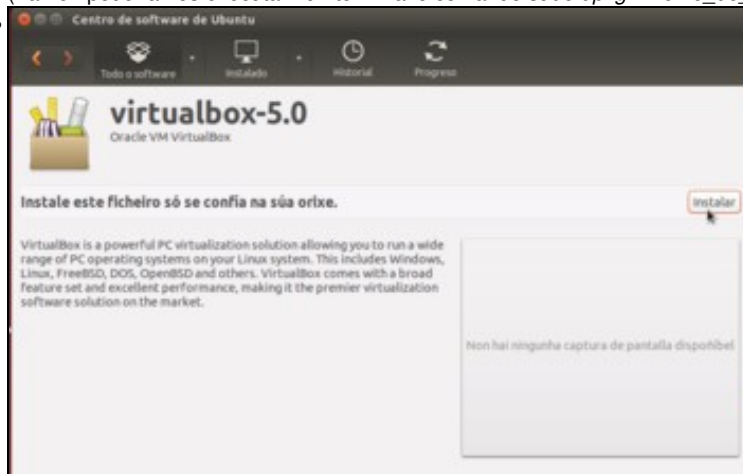 Centro de software de Ubuntu
Todo o software
Instalado
Historial
Progreso
virtualbox-5.0
Oracle VM VirtualBox
Instale este ficheiro só se confía na súa orixe.
Instalar
VirtualBox is a powerful PC virtualization solution allowing you to run a wide
range of PC operating systems on your Linux system. This includes Windows,
Linux, FreeBSD, DOS, OpenBSD and others. VirtualBox comes with a broad
feature set and excellent performance, making it the premier virtualization
software solution on the market.
Non hai ningunha captura de pantalla dispoñíbel